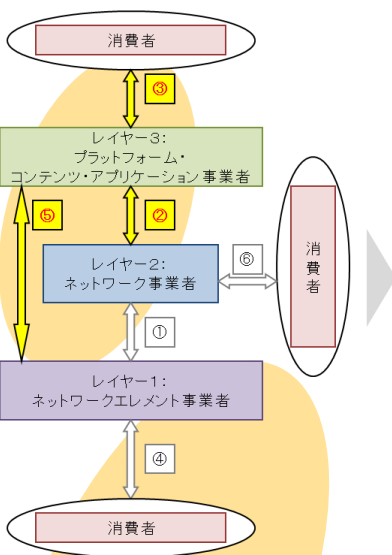 消費者
③
レイヤー3：
プラットフォーム・
コンテンツ・アプリケーション事業者
⑤
②
レイヤー2：
ネットワーク事業者
⑥
消費者
①
レイヤー1：
ネットワークエレメント事業者
④
消費者